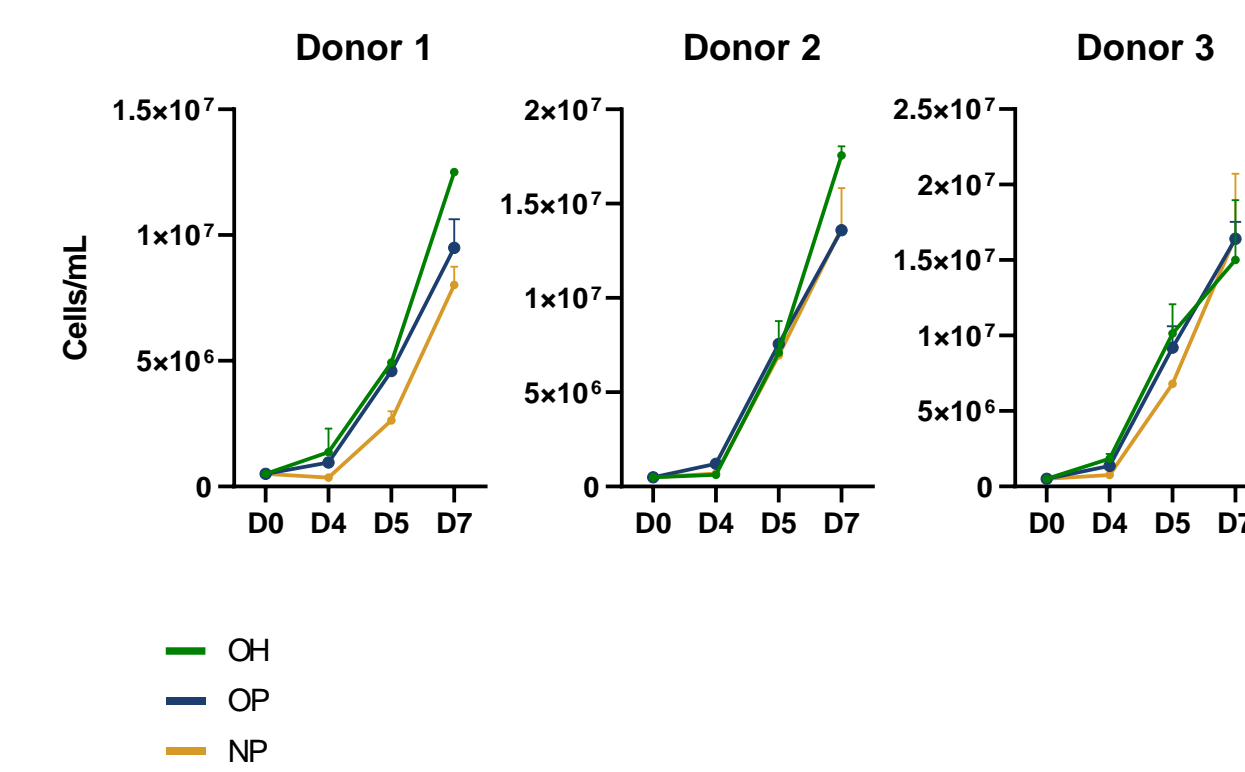 Donor 1 Donor 2 Donor 3
1.5×10⁷ 2×10⁷ 2.5×10⁷
2×10⁷
1.5×10⁷
1×10⁷ 1.5×10⁷
Cells/mL
1×10⁷ 1×10⁷
5×10⁶ 5×10⁶ 5×10⁶
0 0 0
D0 D4 D5 D7 D0 D4 D5 D7 D0 D4 D5 D7
OH
OP
NP